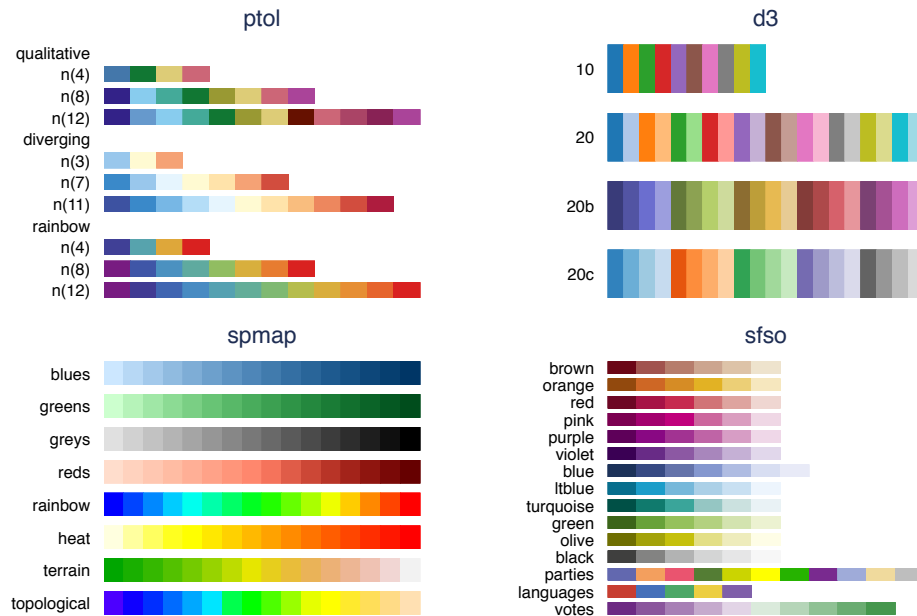 ptol
qualitative
n(4)
n(8)
n(12)
diverging
n(3)
n(7)
n(11)
rainbow
n(4)
n(8)
n(12)
d3
10
20
20b
20c
spmap
blues
greens
greys
reds
rainbow
heat
terrain
topological
sfso
brown
orange
red
pink
purple
violet
blue
ltblue
turquoise
green
olive
black
parties
languages
votes